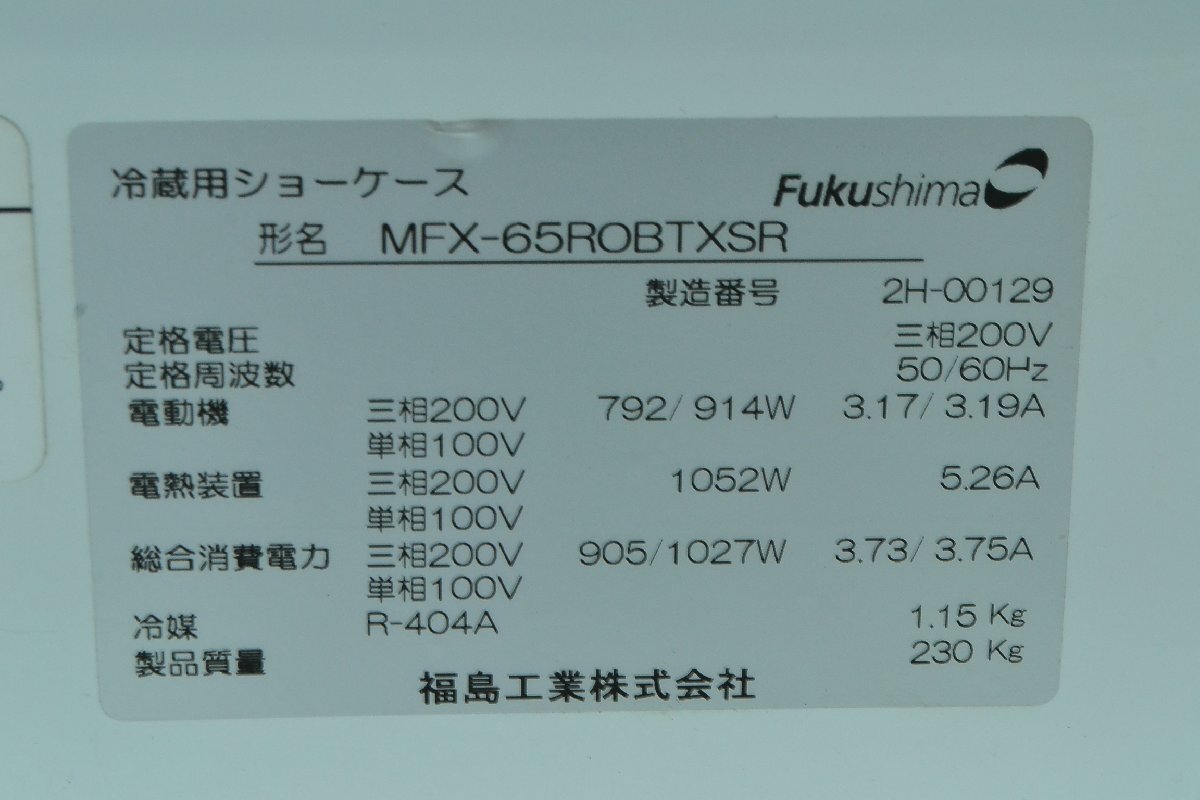 冷蔵用ショーケース Fukushima
形名 MFX-65ROBTXSR
製造番号 2H-00129
定格電圧 三相200V
定格周波数 50/60Hz
電動機 三相200V 792/ 914W 3.17/ 3.19A
単相100V
電熱装置 三相200V 1052W 5.26A
単相100V
総合消費電力 三相200V 905/1027W 3.73/ 3.75A
単相100V
冷媒 R-404A 1.15 Kg
製品質量 230 Kg
福島工業株式会社